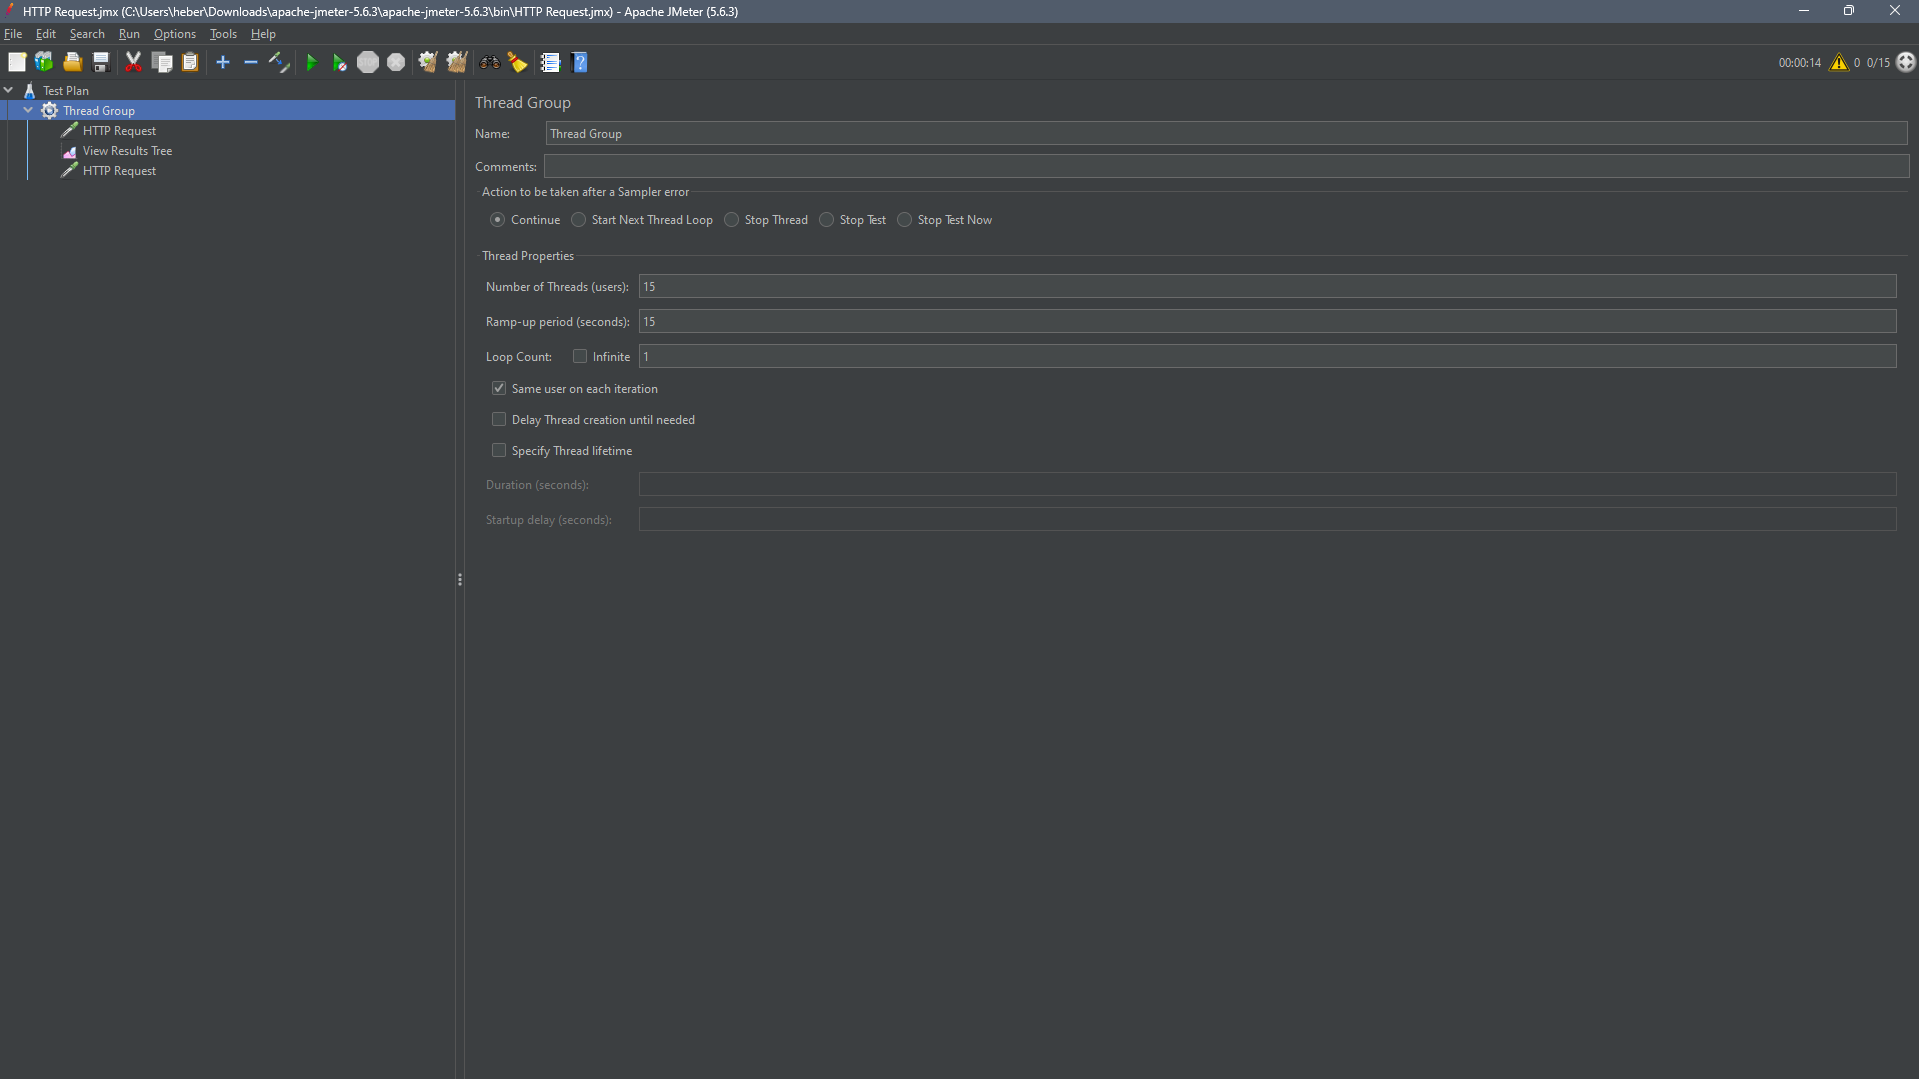 HTTP Request.jmx (C:\Users\heber\Downloads\apache-jmeter-5.6.3\apache-jmeter-5.6.3\bin\HTTP Request.jmx) - Apache JMeter (5.6.3)
File Edit Search Run Options Tools Help
STOP
00:00:14 0 0/15
Test Plan
Thread Group
HTTP Request
View Results Tree
HTTP Request
Thread Group
Name: Thread Group
Comments:
Action to be taken after a Sampler error
Continue Start Next Thread Loop Stop Thread Stop Test Stop Test Now
Thread Properties
Number of Threads (users): 15
Ramp-up period (seconds): 15
Loop Count: Infinite 1
Same user on each iteration
Delay Thread creation until needed
Specify Thread lifetime
Duration (seconds):
Startup delay (seconds):